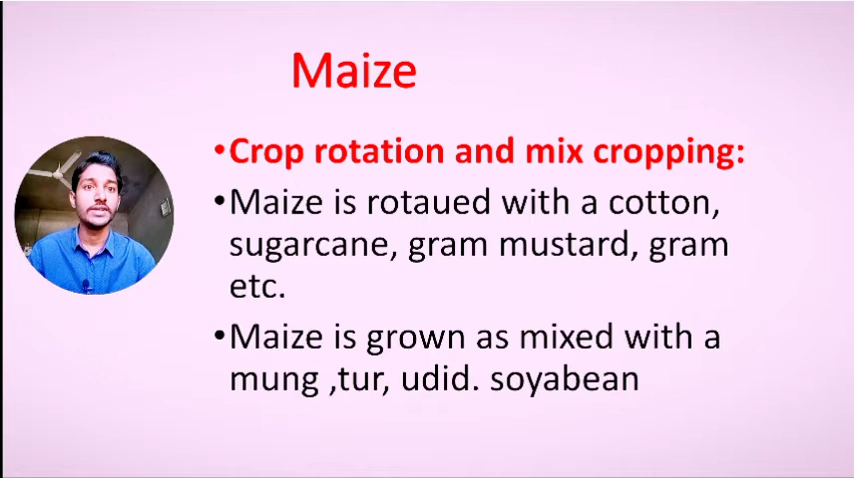 Maize
•Crop rotation and mix cropping:
•Maize is rotaued with a cotton,
sugarcane, gram mustard, gram
etc.
•Maize is grown as mixed with a
mung ,tur, udid. soyabean